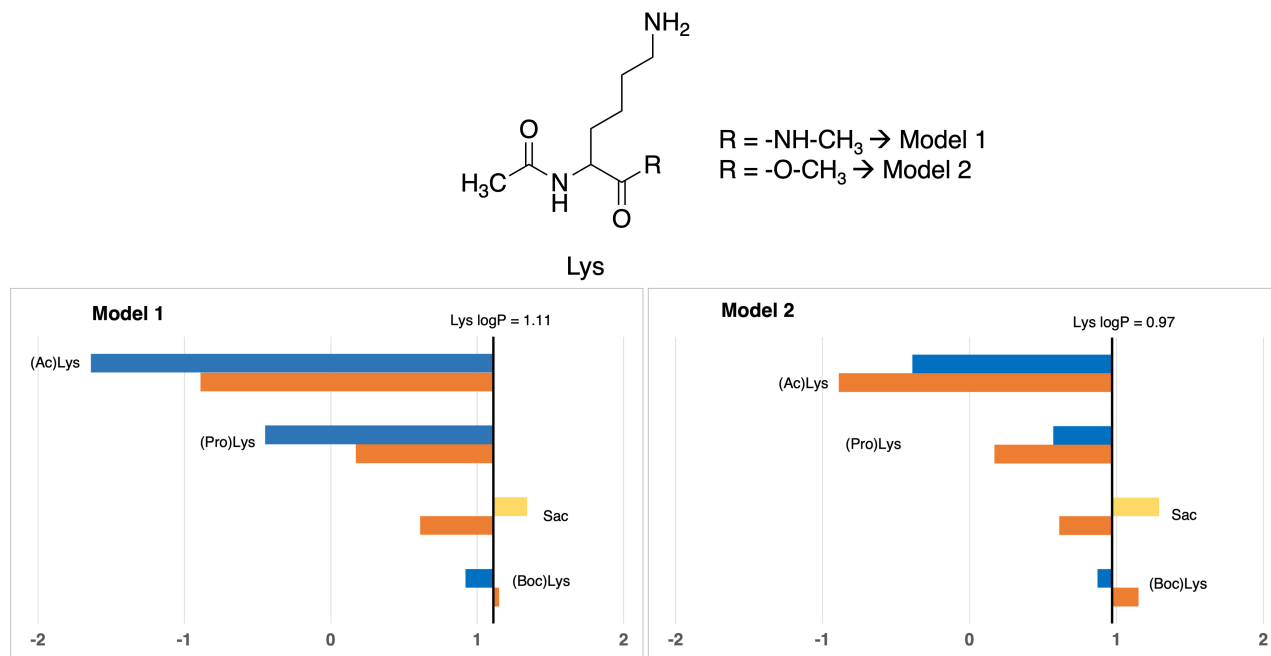 NH2
O
H3C
N
H
O
R
R = -NH-CH3 → Model 1
R = -O-CH3 → Model 2
Lys
Model 1
Lys logP = 1.11
(Ac)Lys
(Pro)Lys
Sac
(Boc)Lys
-2 -1 0 1 2
Model 2
Lys logP = 0.97
(Ac)Lys
(Pro)Lys
Sac
(Boc)Lys
-2 -1 0 1 2